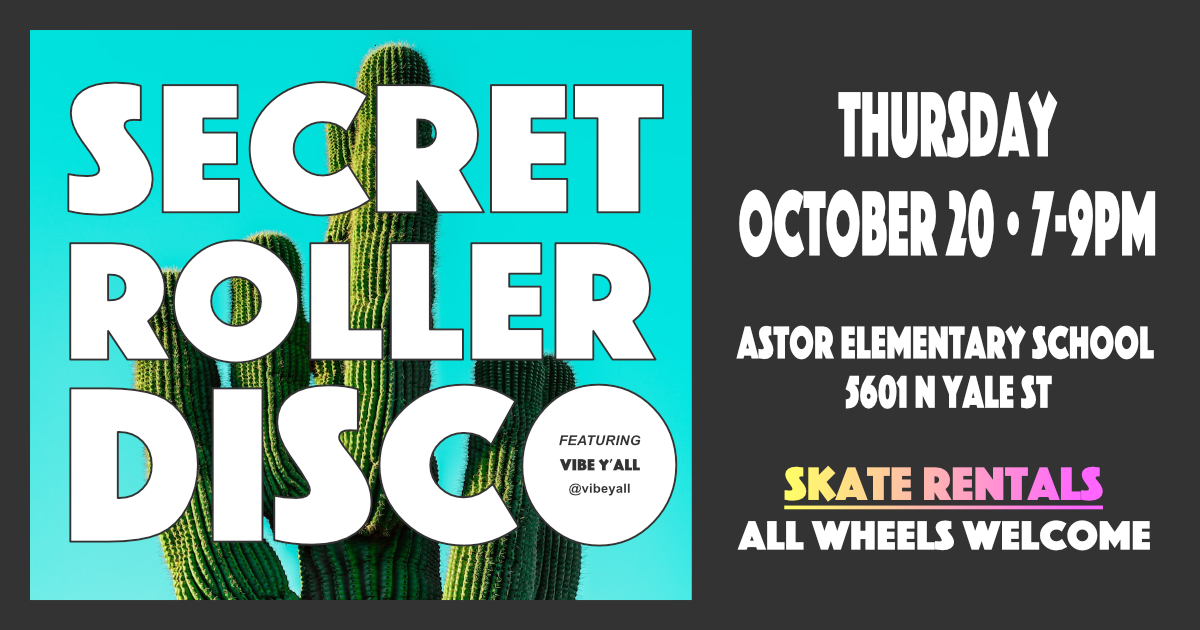 SECRET
ROLLER
DISCO
FEATURING
VIBE Y'ALL
@vibeyall
THURSDAY
OCTOBER 20 • 7-9PM
ASTOR ELEMENTARY SCHOOL
5601 N YALE ST
SKATE RENTALS
ALL WHEELS WELCOME